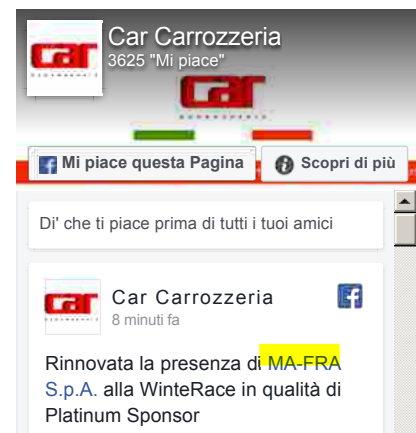 Car Carrozzeria
car
3625 "Mi piace"
car
Mi piace questa Pagina
Scopri di più
Di' che ti piace prima di tutti i tuoi amici
car
Car Carrozzeria
8 minuti fa
Rinnovata la presenza di MA-FRA
S.p.A. alla WinteRace in qualità di
Platinum Sponsor